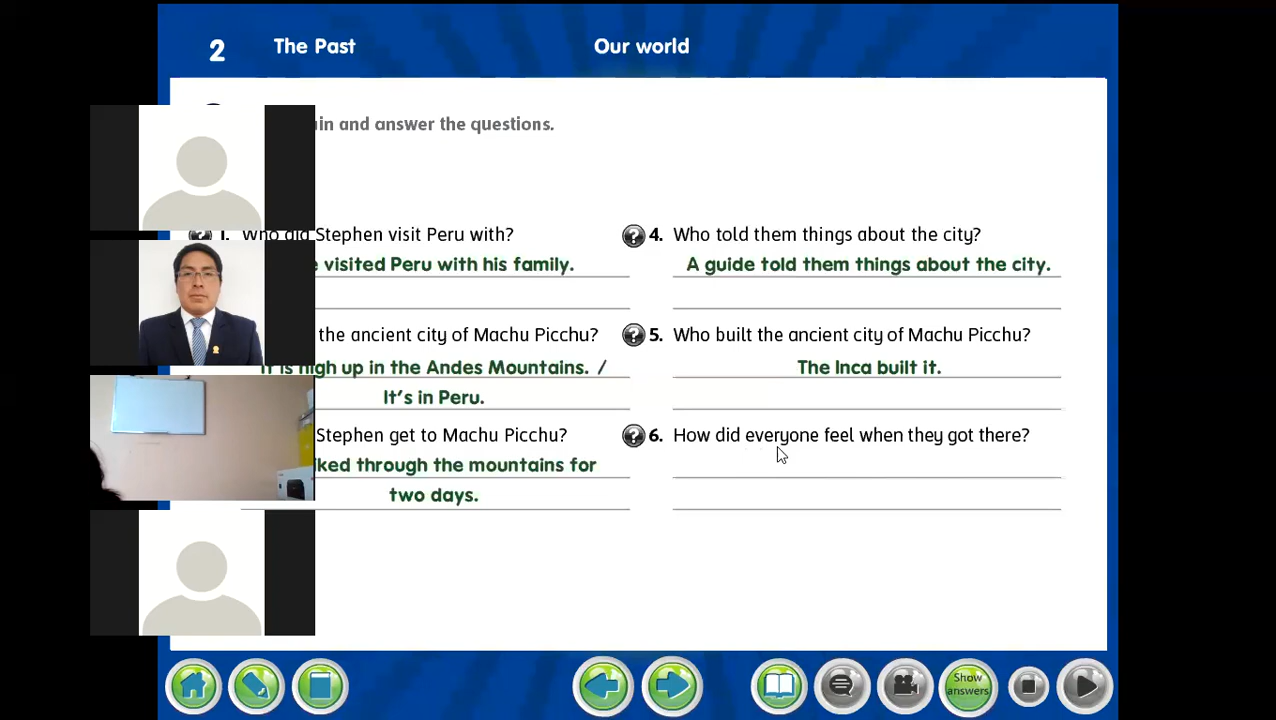 2 The Past Our world
in and answer the questions.
1. Who did Stephen visit Peru with?
visited Peru with his family.
the ancient city of Machu Picchu?
It is high up in the Andes Mountains. /
It's in Peru.
Stephen get to Machu Picchu?
ked through the mountains for
two days.
4. Who told them things about the city?
A guide told them things about the city.
5. Who built the ancient city of Machu Picchu?
The Inca built it.
6. How did everyone feel when they got there?
Show
answers